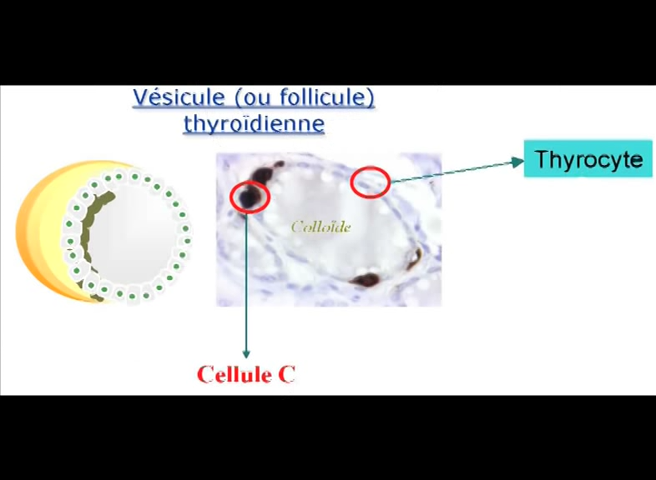 Vésicule (ou follicule)
thyroïdienne
Thyrocyte
Colloïde
Cellule C